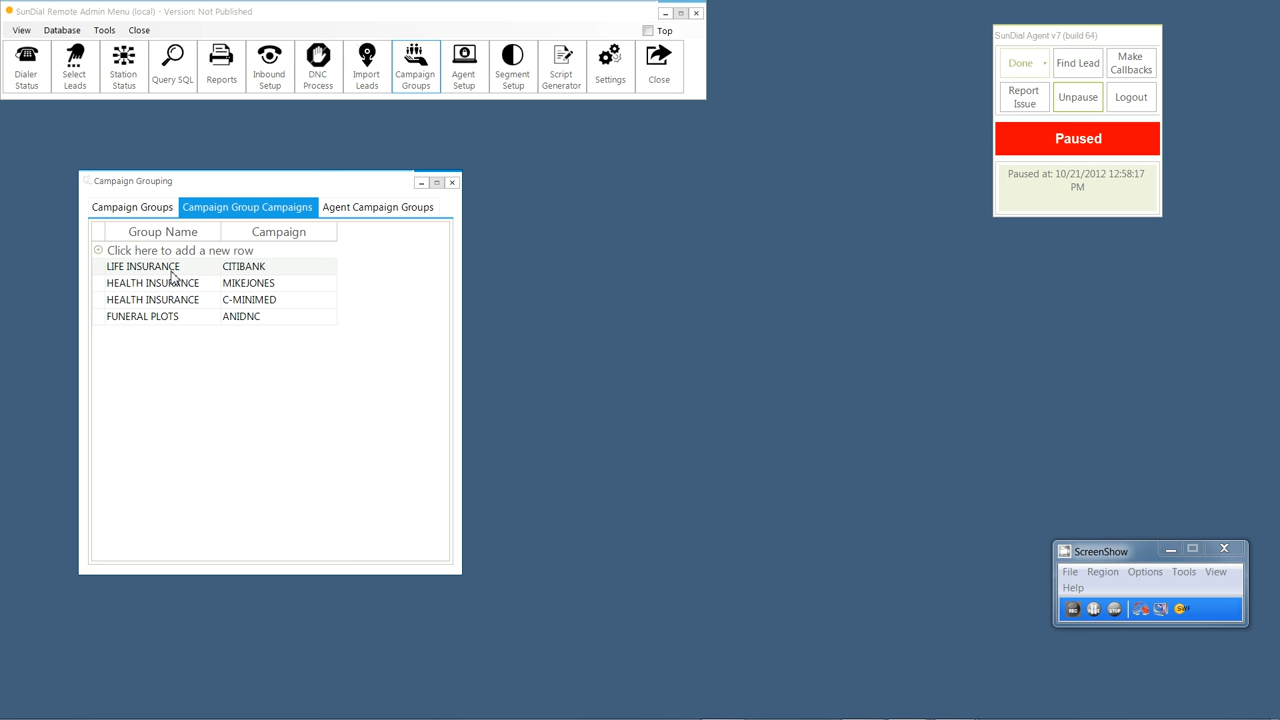 SunDial Remote Admin Menu (local) - Version: Not Published
View Database Tools Close Top
Dialer Status
Select Leads
Station Status
Query SQL
Reports
Inbound Setup
DNC Process
Import Leads
Campaign Groups
Agent Setup
Segment Setup
Script Generator
Settings
Close
SunDial Agent v7 (build 64)
Done Find Lead Make Callbacks
Report Issue Unpause Logout
Paused
Paused at: 10/21/2012 12:58:17
PM
Campaign Grouping
Campaign Groups Campaign Group Campaigns Agent Campaign Groups
Group Name Campaign
Click here to add a new row
LIFE INSURANCE CITIBANK
HEALTH INSURANCE MIKEJONES
HEALTH INSURANCE C-MINIMED
FUNERAL PLOTS ANIDNC
ScreenShow
File Region Options Tools View
Help
REC STOP SWF